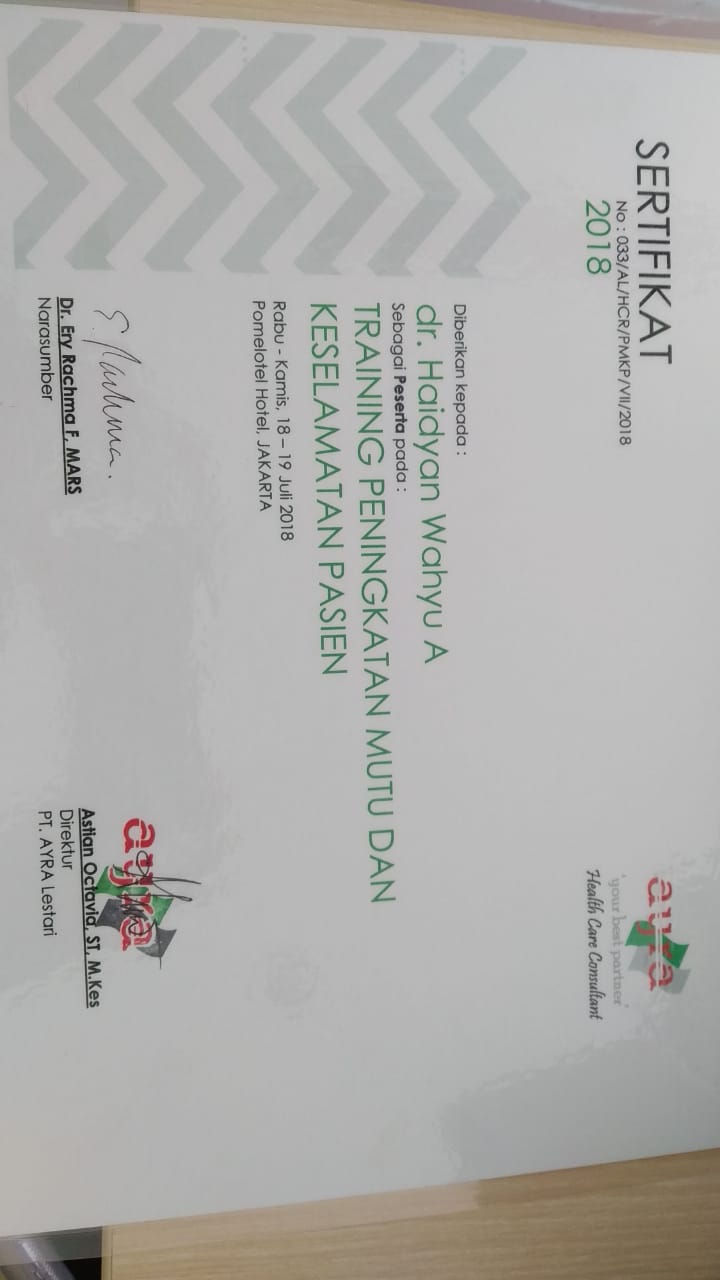 SERTIFIKAT
No : 033/AL/HCR/PMKP/VII/2018
2018
ayra
"your best partner"
Health Care Consultant
Diberikan kepada :
dr. Haidyan Wahyu A
Sebagai Peserta pada :
TRAINING PENINGKATAN MUTU DAN
KESELAMATAN PASIEN
Rabu - Kamis, 18 – 19 Juli 2018
Pomelotel Hotel, JAKARTA
E. Rachma.
Dr. Ery Rachma F, MARS
Narasumber
ayra
Astian Octavia, ST, M.Kes
Direktur
PT. AYRA Lestari